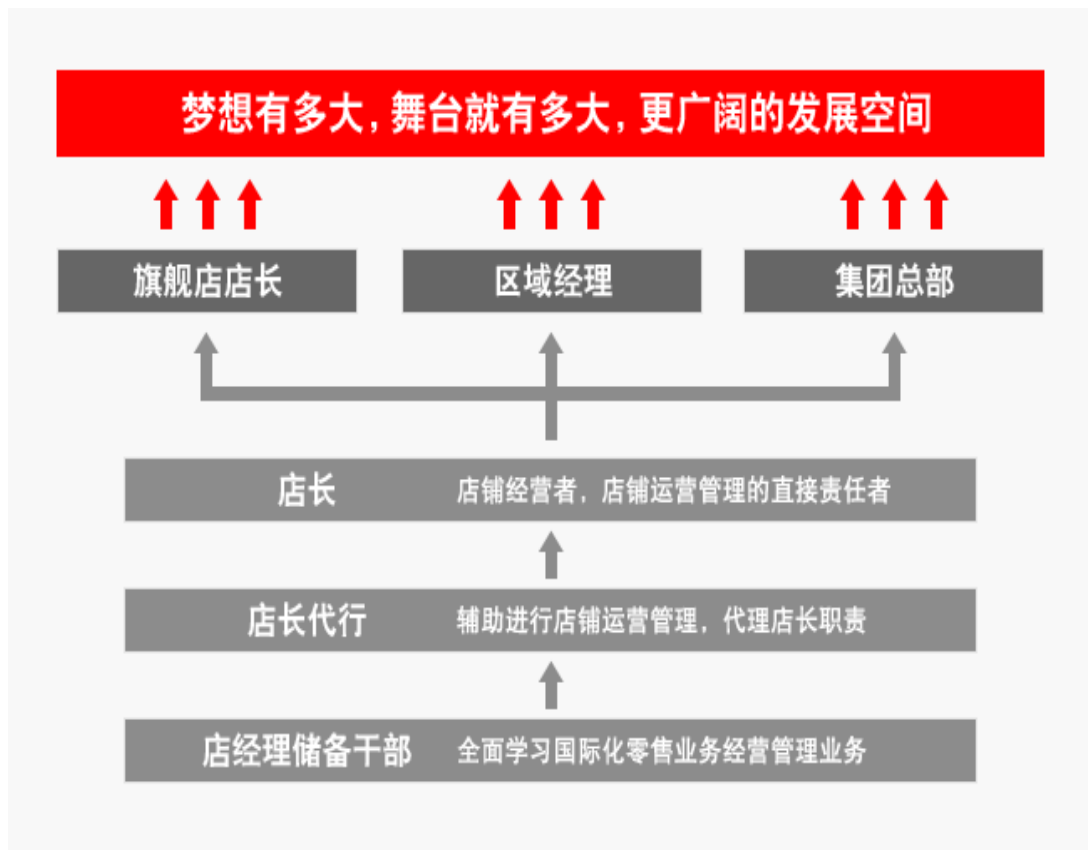 梦想有多大，舞台就有多大，更广阔的发展空间
旗舰店店长 区域经理 集团总部
店长 店铺经营者，店铺运营管理的直接责任者
店长代行 辅助进行店铺运营管理，代理店长职责
店经理储备干部 全面学习国际化零售业务经营管理业务